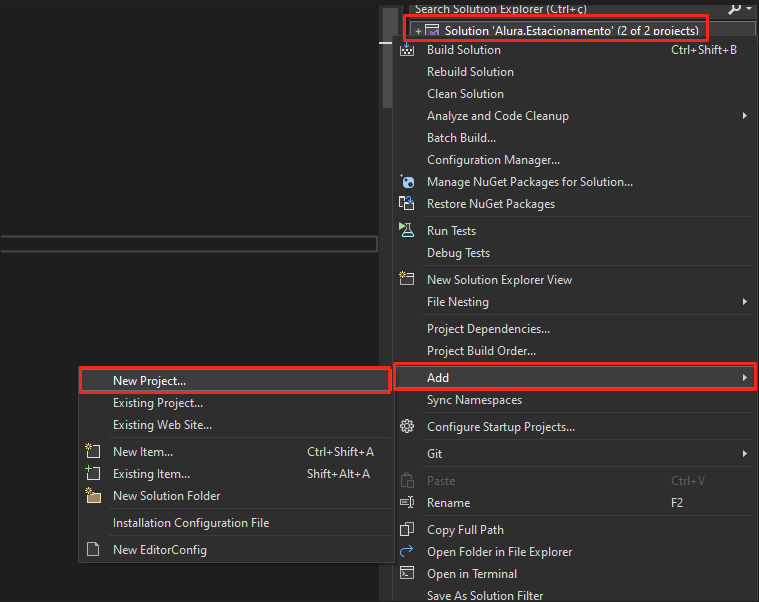 Search Solution Explorer (Ctrl+ç)
Solution 'Alura.Estacionamento' (2 of 2 projects)
Build Solution Ctrl+Shift+B
Rebuild Solution
Clean Solution
Analyze and Code Cleanup
Batch Build...
Configuration Manager...
Manage NuGet Packages for Solution...
Restore NuGet Packages
Run Tests
Debug Tests
New Solution Explorer View
File Nesting
Project Dependencies...
Project Build Order...
Add
Sync Namespaces
Configure Startup Projects...
Git
Paste Ctrl+V
Rename F2
Copy Full Path
Open Folder in File Explorer
Open in Terminal
Save As Solution Filter
New Project...
Existing Project...
Existing Web Site...
New Item... Ctrl+Shift+A
Existing Item... Shift+Alt+A
New Solution Folder
Installation Configuration File
New EditorConfig